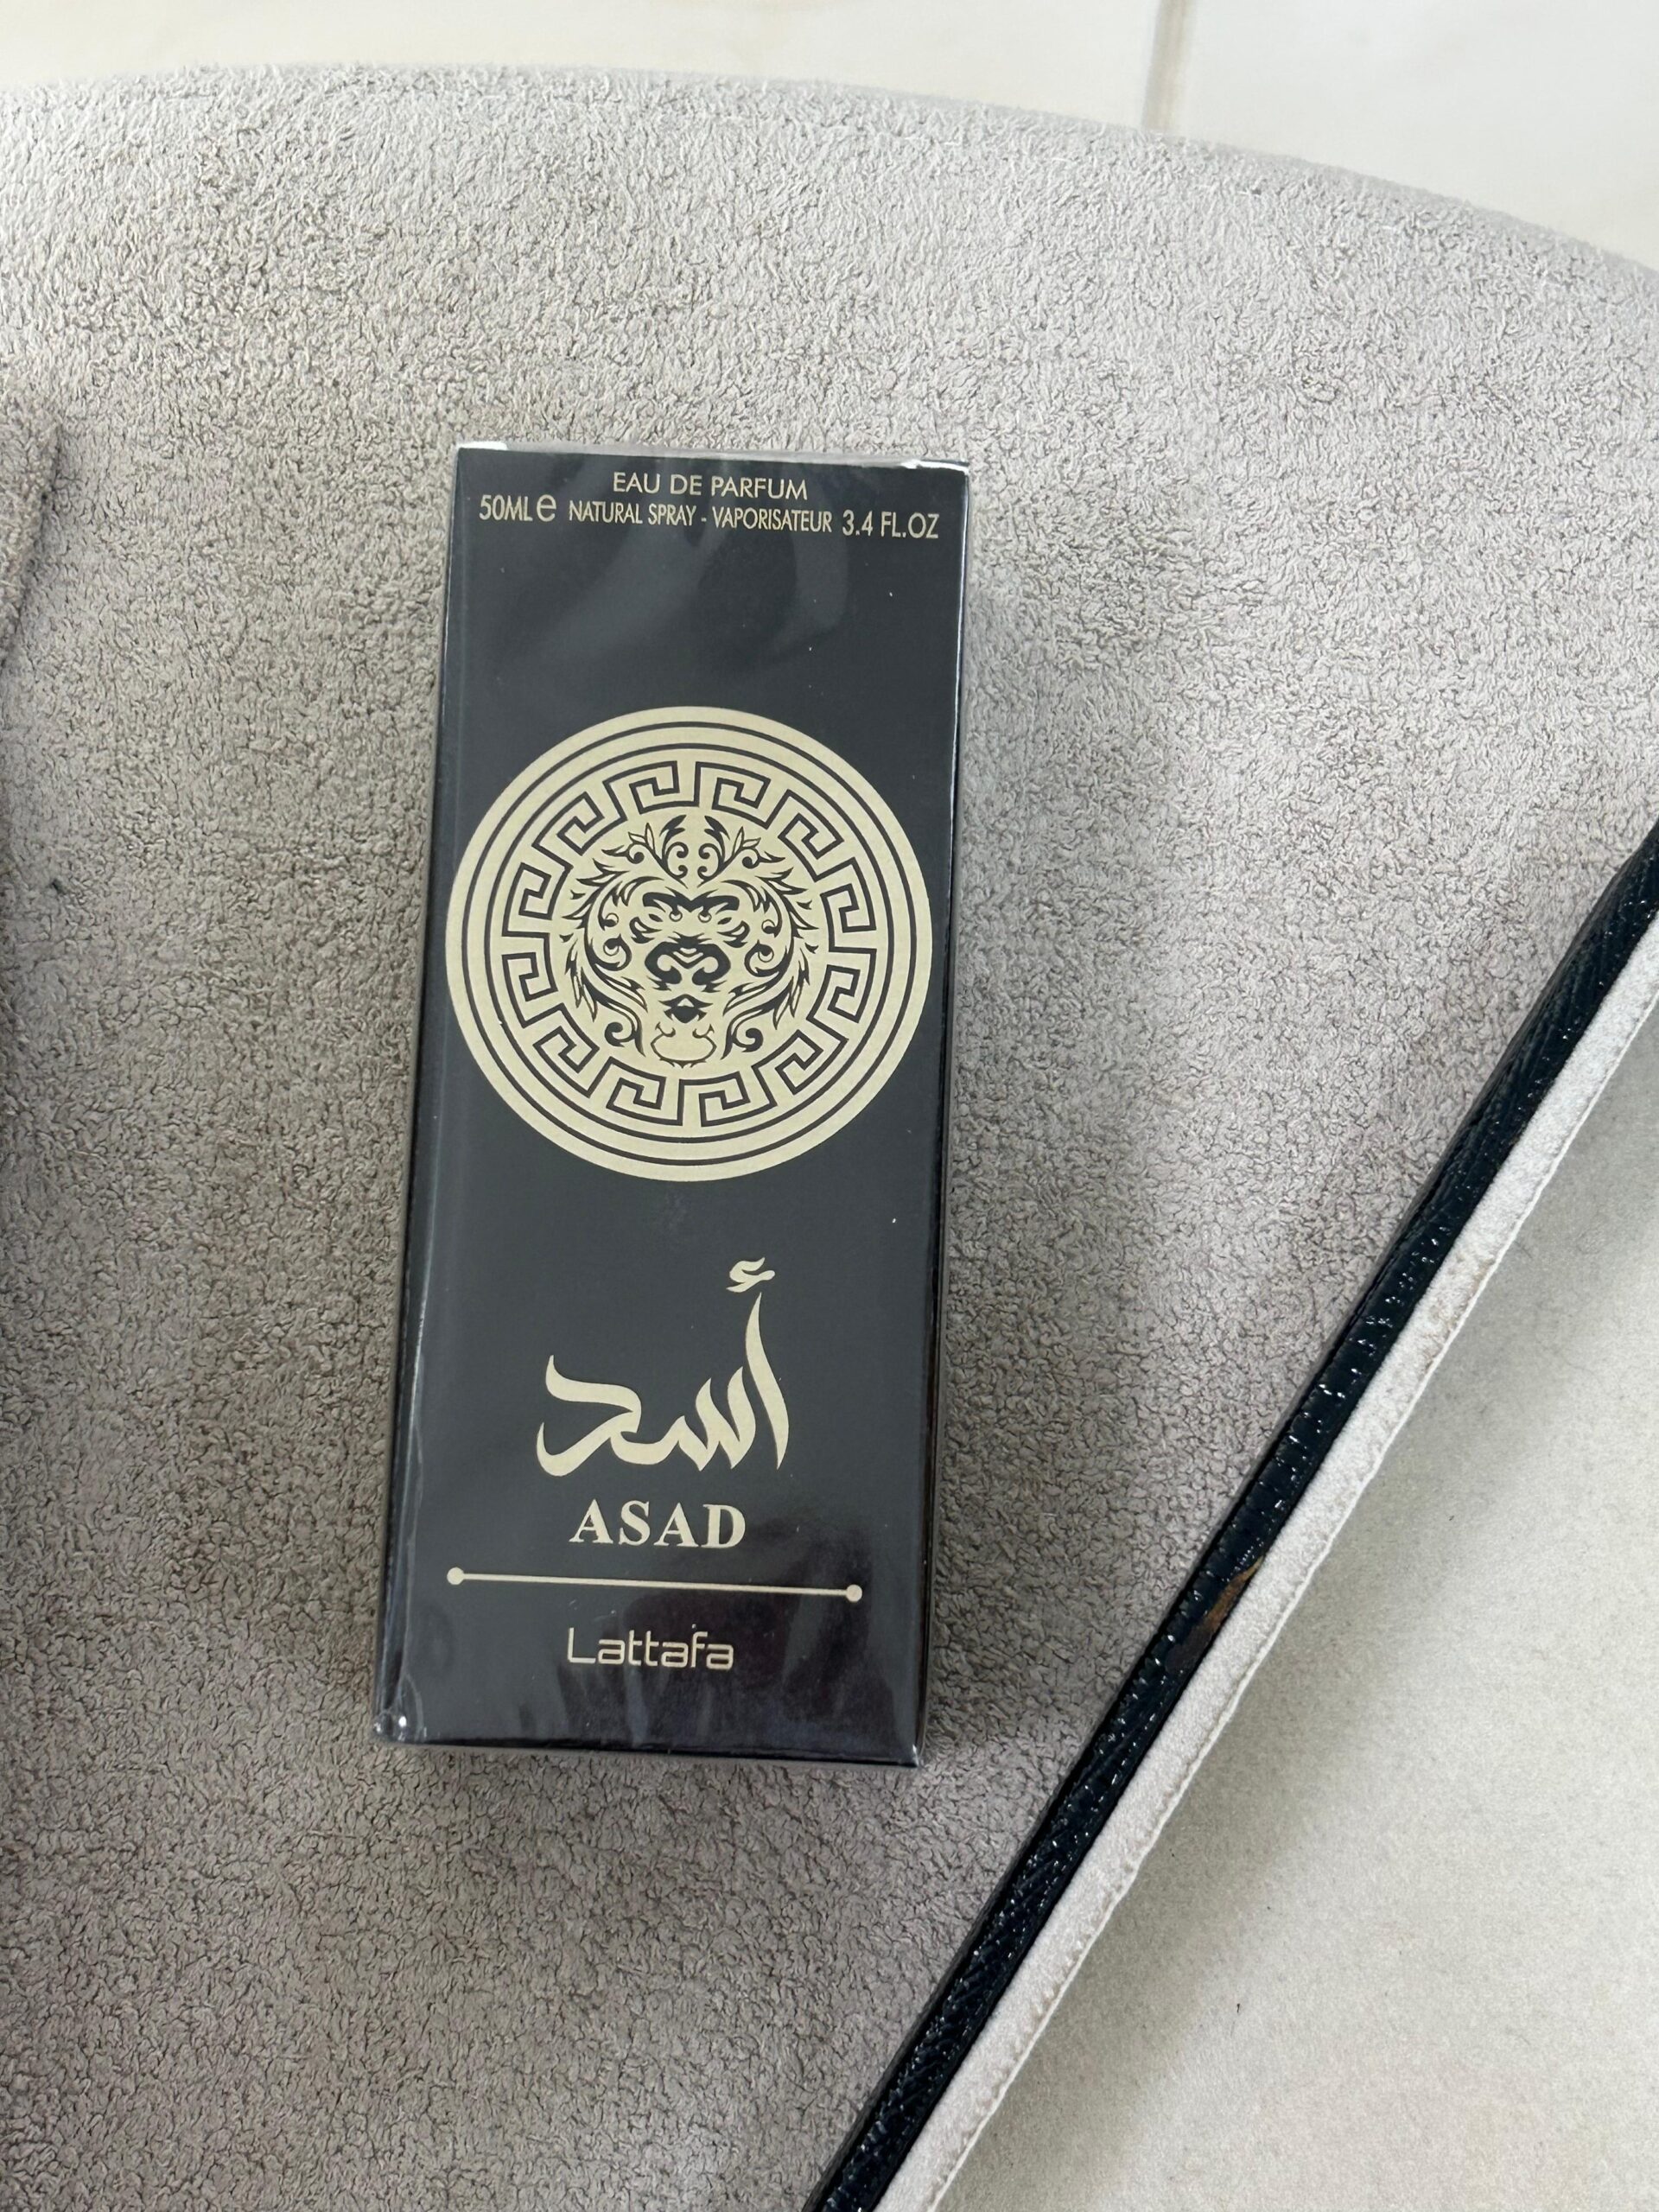 EAU DE PARFUM
50ML e NATURAL SPRAY - VAPORISATEUR 3.4 FL.OZ
أسد
ASAD
Lattafa